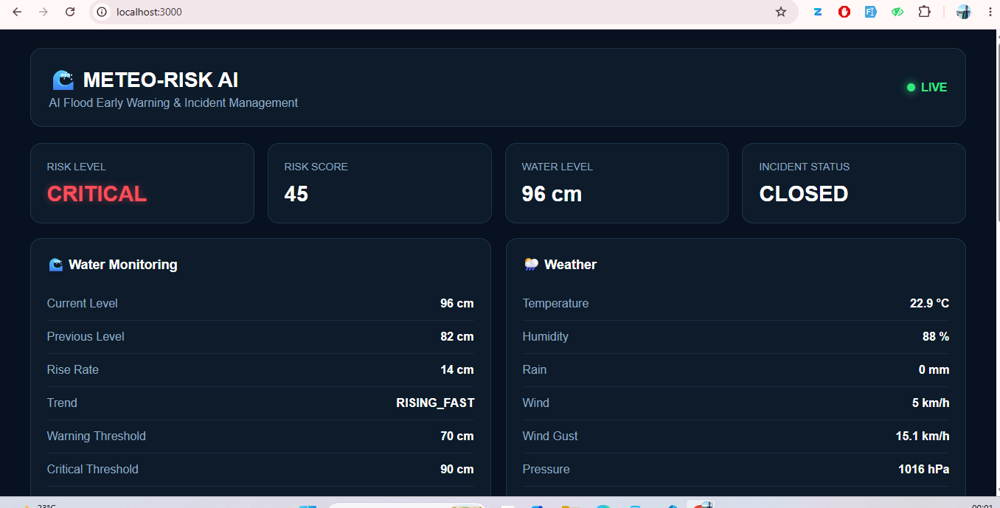 localhost:3000
METEO-RISK AI
AI Flood Early Warning & Incident Management
LIVE
RISK LEVEL
CRITICAL
RISK SCORE
45
WATER LEVEL
96 cm
INCIDENT STATUS
CLOSED
Water Monitoring
Current Level 96 cm
Previous Level 82 cm
Rise Rate 14 cm
Trend RISING_FAST
Warning Threshold 70 cm
Critical Threshold 90 cm
Weather
Temperature 22.9 °C
Humidity 88 %
Rain 0 mm
Wind 5 km/h
Wind Gust 15.1 km/h
Pressure 1016 hPa
23°C